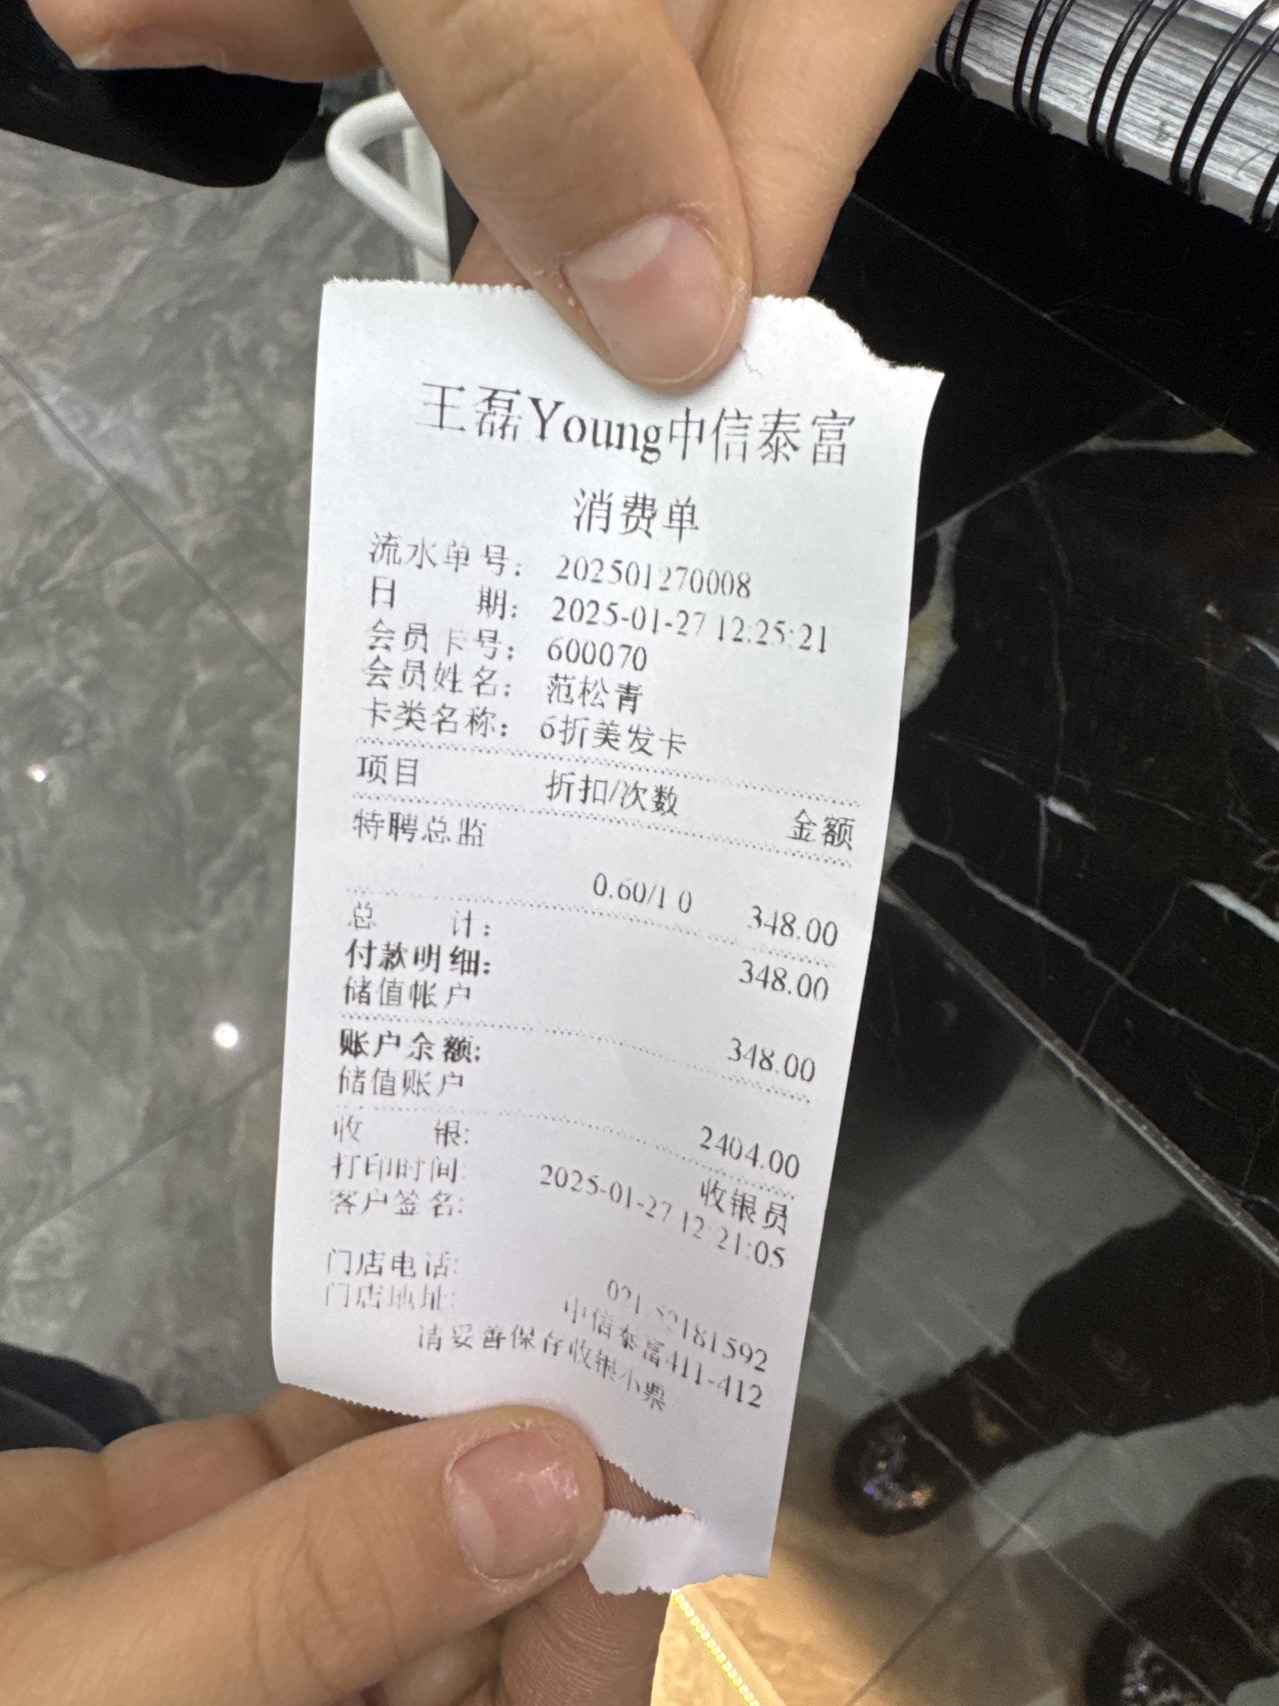 王磊Young中信泰富
消费单
流水单号: 202501270008
日 期: 2025-01-27 12:25:21
会员卡号: 600070
会员姓名: 范松青
卡类名称: 6折美发卡
项目 折扣/次数 金额
特聘总监
0.60/1.0 348.00
总 计: 348.00
付款明细:
储值帐户 348.00
账户余额:
储值账户 2404.00
收 银: 收银员
打印时间: 2025-01-27 12:21:05
客户签名:
门店电话: 021-52181592
门店地址: 中信泰富411-412
请妥善保存收银小票